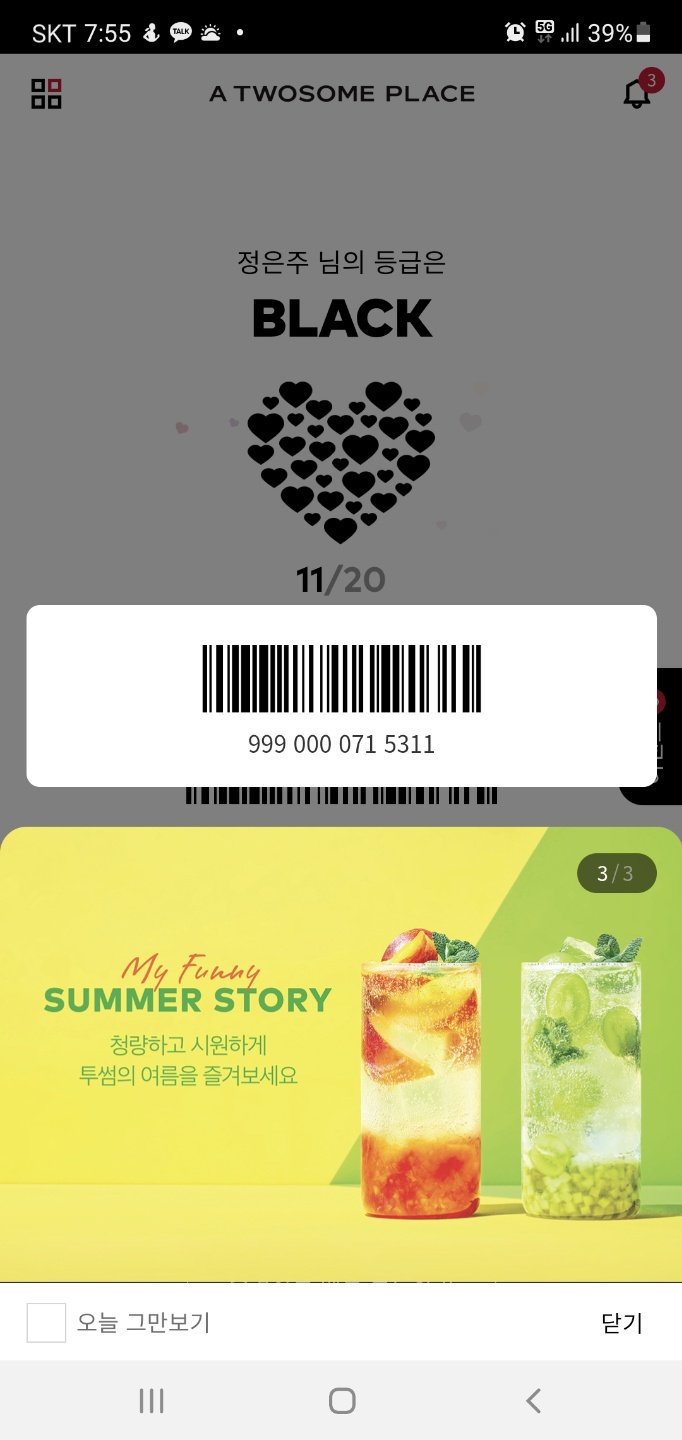 SKT 7:55
TALK
5G
39%
A TWOSOME PLACE
3
정은주 님의 등급은
BLACK
11/20
999 000 071 5311
3/3
My Funny
SUMMER STORY
청량하고 시원하게
투썸의 여름을 즐겨보세요
오늘 그만보기
닫기